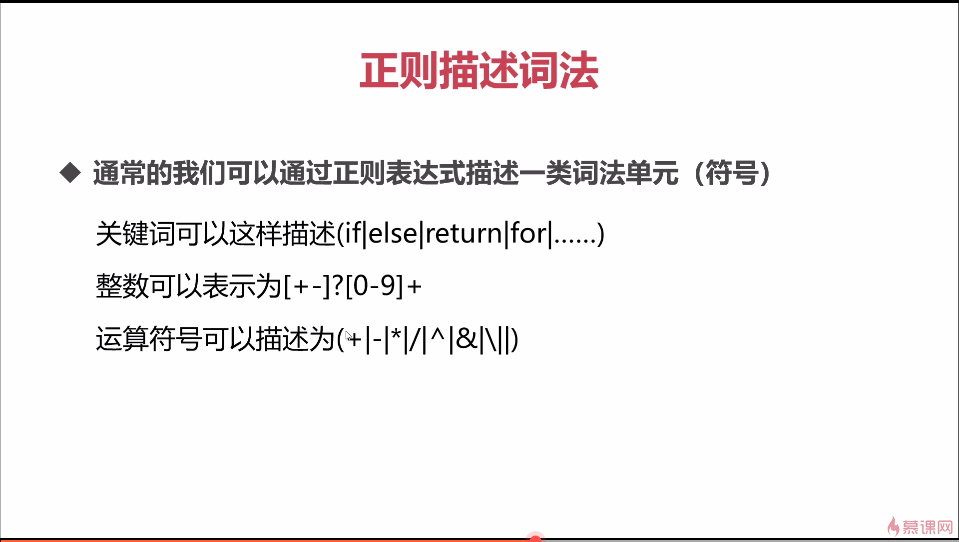 正则描述词法
◆ 通常的我们可以通过正则表达式描述一类词法单元（符号）
关键词可以这样描述(if|else|return|for|......)
整数可以表示为[+-]?[0-9]+
运算符号可以描述为(+|-|*|/|^|&|\||)
慕课网